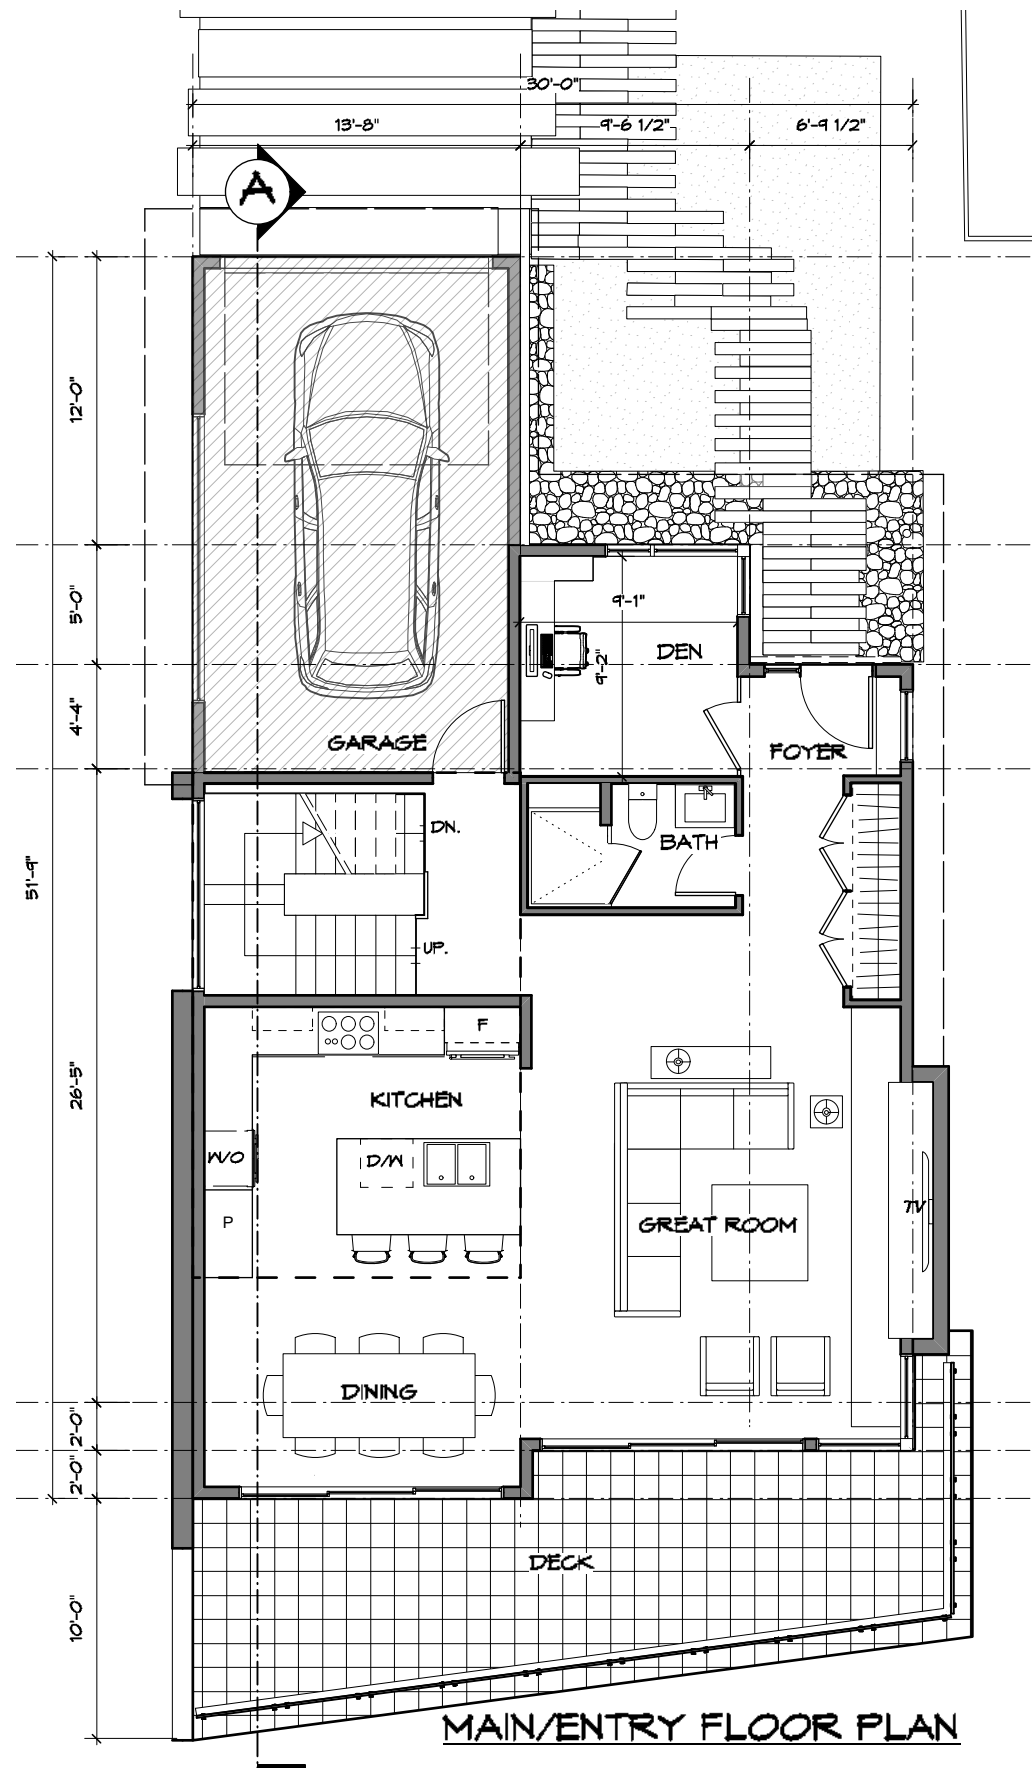 30'-0"
13'-8"
9'-6 1/2"
6'-9 1/2"
A
12'-0"
5'-0"
9'-1"
9'-2"
DEN
4'-4"
GARAGE
FOYER
DN.
BATH
51'-9"
UP.
F
26'-5"
KITCHEN
W/O
D/W
P
GREAT ROOM
TV
DINING
2'-0"
2'-0"
DECK
10'-0"
MAIN/ENTRY FLOOR PLAN